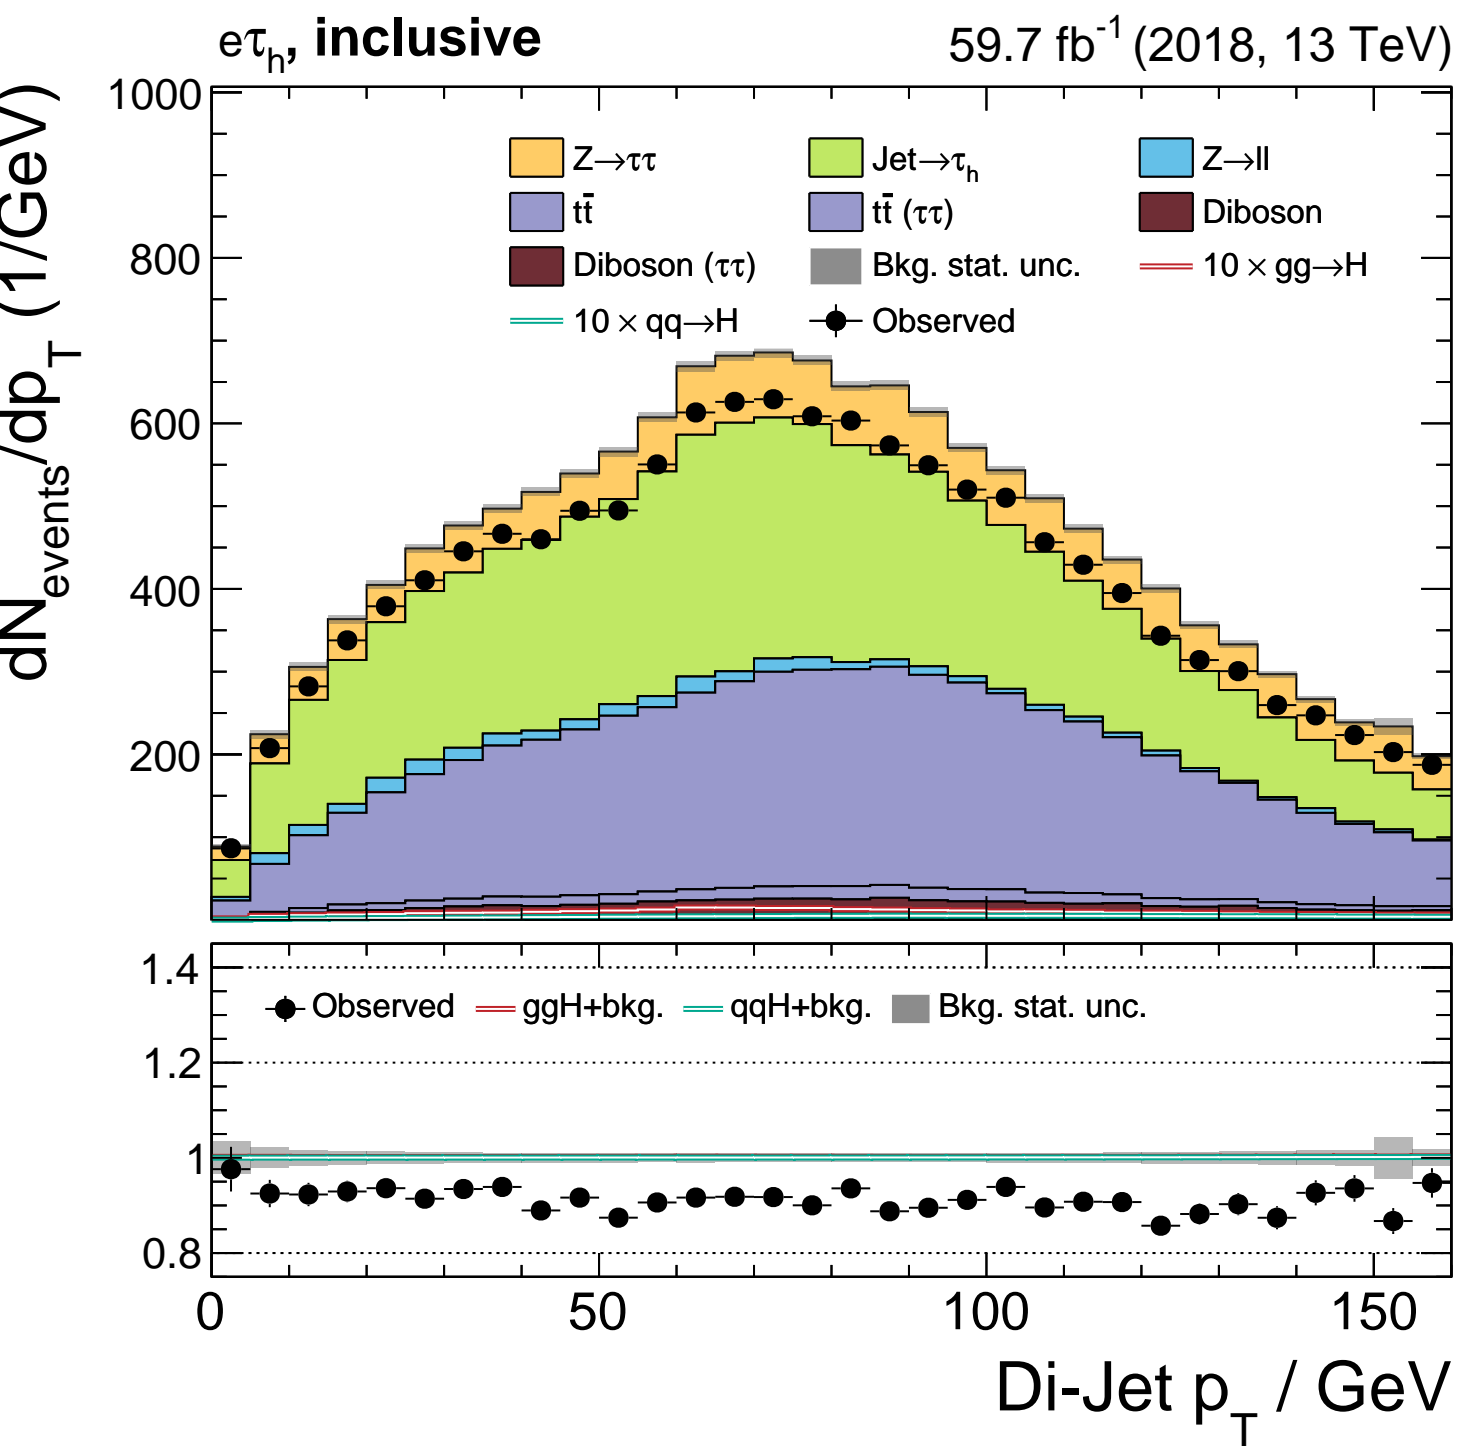 eτh, inclusive 59.7 fb-1 (2018, 13 TeV)
dNevents/dpT (1/GeV)
1000
800
600
400
200
Z→ττ Jet→τh Z→ll
tt̄ tt̄ (ττ) Diboson
Diboson (ττ) Bkg. stat. unc. 10 × gg→H
10 × qq→H Observed
1.4
1.2
1
0.8
Observed ggH+bkg. qqH+bkg. Bkg. stat. unc.
0 50 100 150
Di-Jet pT / GeV